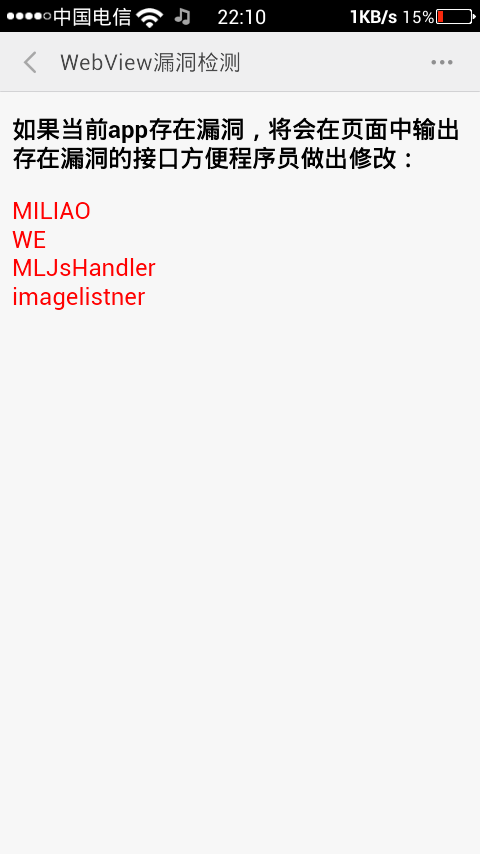 中国电信 22:10 1KB/s 15%
WebView漏洞检测
如果当前app存在漏洞，将会在页面中输出
存在漏洞的接口方便程序员做出修改：
MILIAO
WE
MLJsHandler
imagelistner